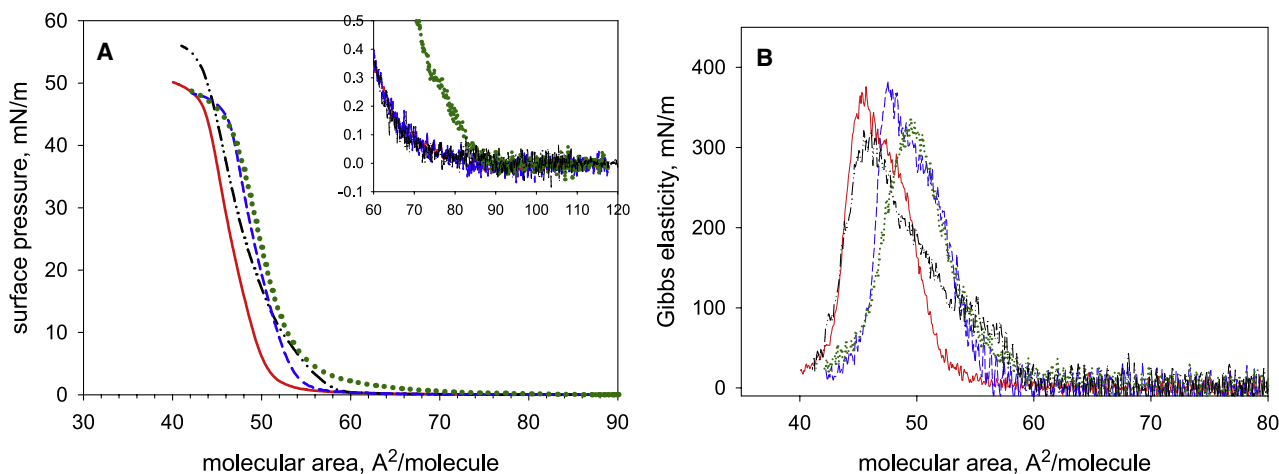 A
surface pressure, mN/m
60
50
40
30
20
10
0
30 40 50 60 70 80 90
molecular area, A²/molecule
0.5
0.4
0.3
0.2
0.1
0.0
−0.1
60 70 80 90 100 110 120
B
Gibbs elasticity, mN/m
400
300
200
100
0
40 50 60 70 80
molecular area, A²/molecule